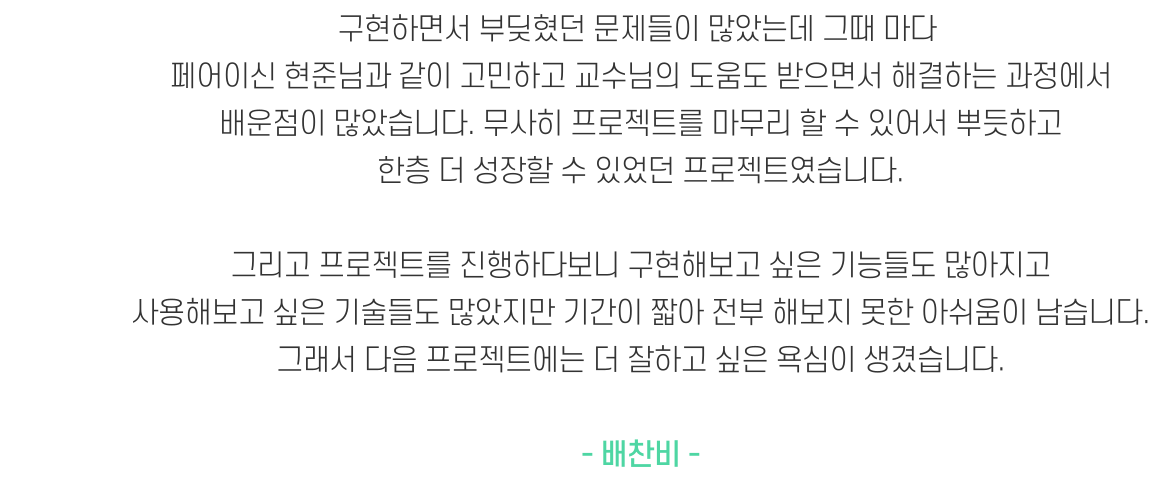 구현하면서 부딪혔던 문제들이 많았는데 그때 마다
페어이신 현준님과 같이 고민하고 교수님의 도움도 받으면서 해결하는 과정에서
배운점이 많았습니다. 무사히 프로젝트를 마무리 할 수 있어서 뿌듯하고
한층 더 성장할 수 있었던 프로젝트였습니다.
그리고 프로젝트를 진행하다보니 구현해보고 싶은 기능들도 많아지고
사용해보고 싶은 기술들도 많았지만 기간이 짧아 전부 해보지 못한 아쉬움이 남습니다.
그래서 다음 프로젝트에는 더 잘하고 싶은 욕심이 생겼습니다.
- 배찬비 -